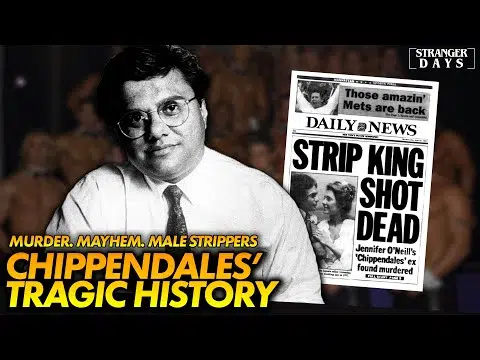 STRANGER
DAYS
Those amazin'
Mets are back
DAILY NEWS
STRIP KING
SHOT
DEAD
Jennifer O'Neill's
'Chippendales' ex
found murdered
MURDER. MAYHEM. MALE STRIPPERS
CHIPPENDALES'
TRAGIC HISTORY